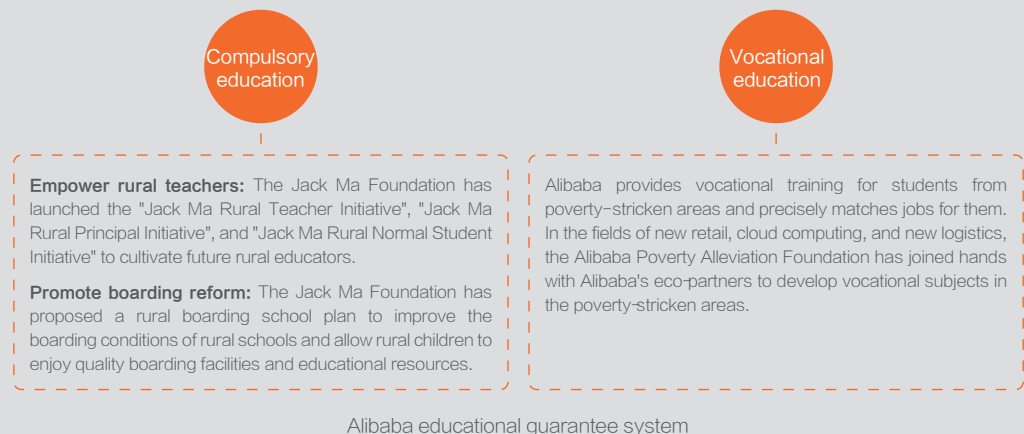 Compulsory
education
Vocational
education
Empower rural teachers: The Jack Ma Foundation has
launched the "Jack Ma Rural Teacher Initiative", "Jack Ma
Rural Principal Initiative", and "Jack Ma Rural Normal Student
Initiative" to cultivate future rural educators.
Promote boarding reform: The Jack Ma Foundation has
proposed a rural boarding school plan to improve the
boarding conditions of rural schools and allow rural children to
enjoy quality boarding facilities and educational resources.
Alibaba provides vocational training for students from
poverty-stricken areas and precisely matches jobs for them.
In the fields of new retail, cloud computing, and new logistics,
the Alibaba Poverty Alleviation Foundation has joined hands
with Alibaba's eco-partners to develop vocational subjects in
the poverty-stricken areas.
Alibaba educational guarantee system